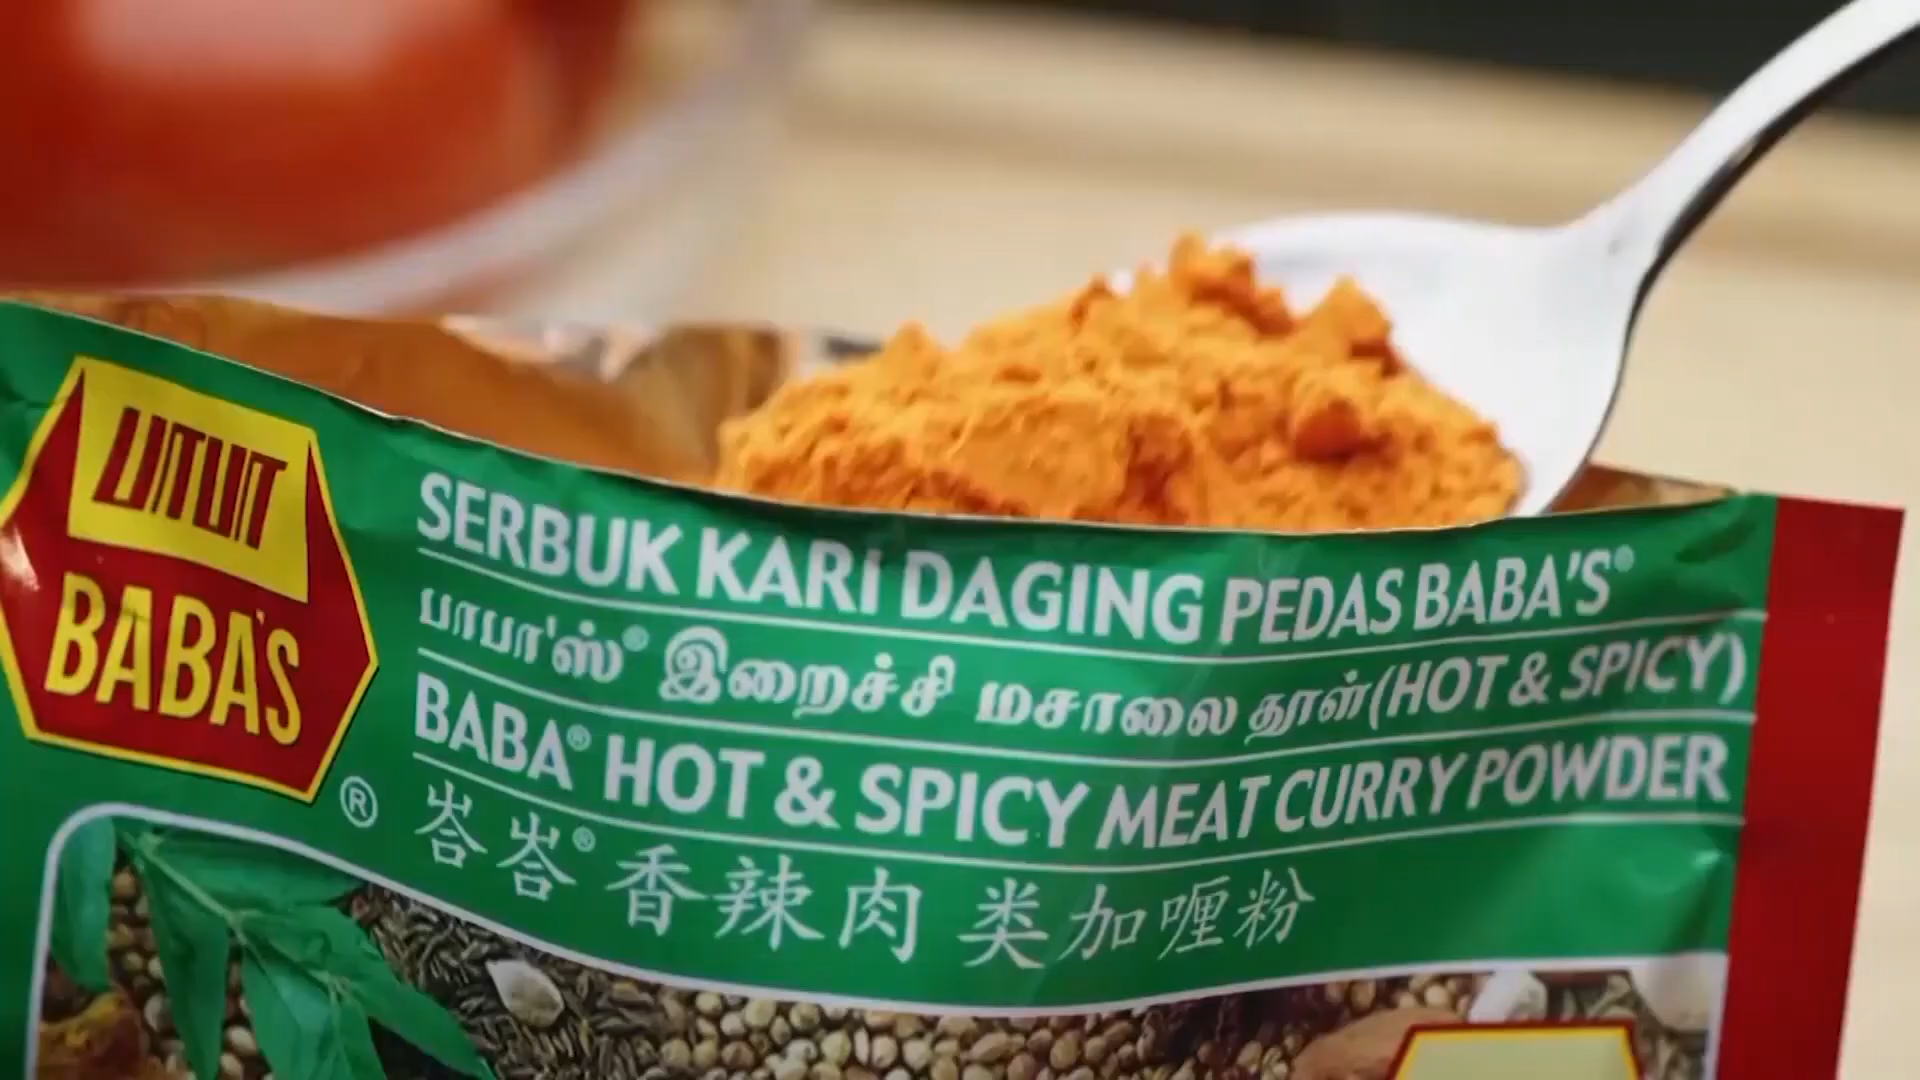 பாபா
BABA'S
®
SERBUK KARI DAGING PEDAS BABA'S®
பாபா'ஸ்® இறைச்சி மசாலை தூள்(HOT & SPICY)
BABA® HOT & SPICY MEAT CURRY POWDER
峇峇® 香辣肉类加喱粉